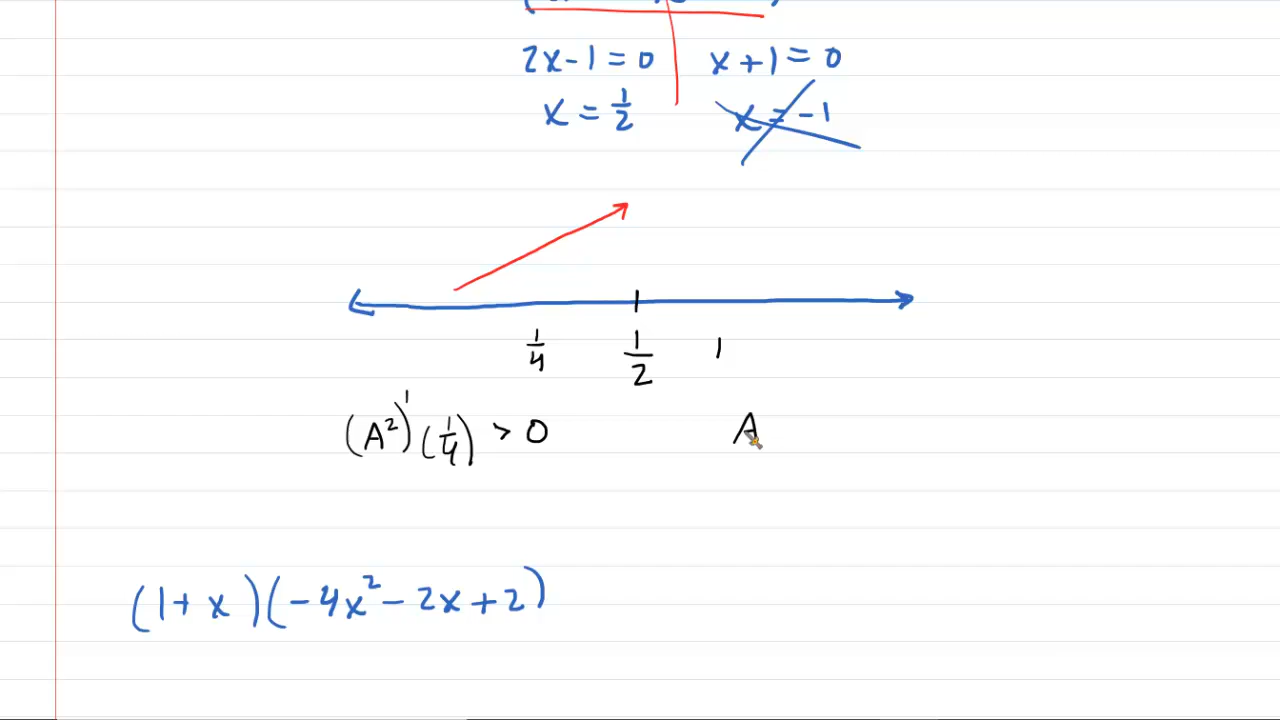 2x-1=0 x+1=0
x=1/2 x=-1
1/4 1/2 1
(A²)'(1/4) > 0 A
(1+x)(-4x²-2x+2)